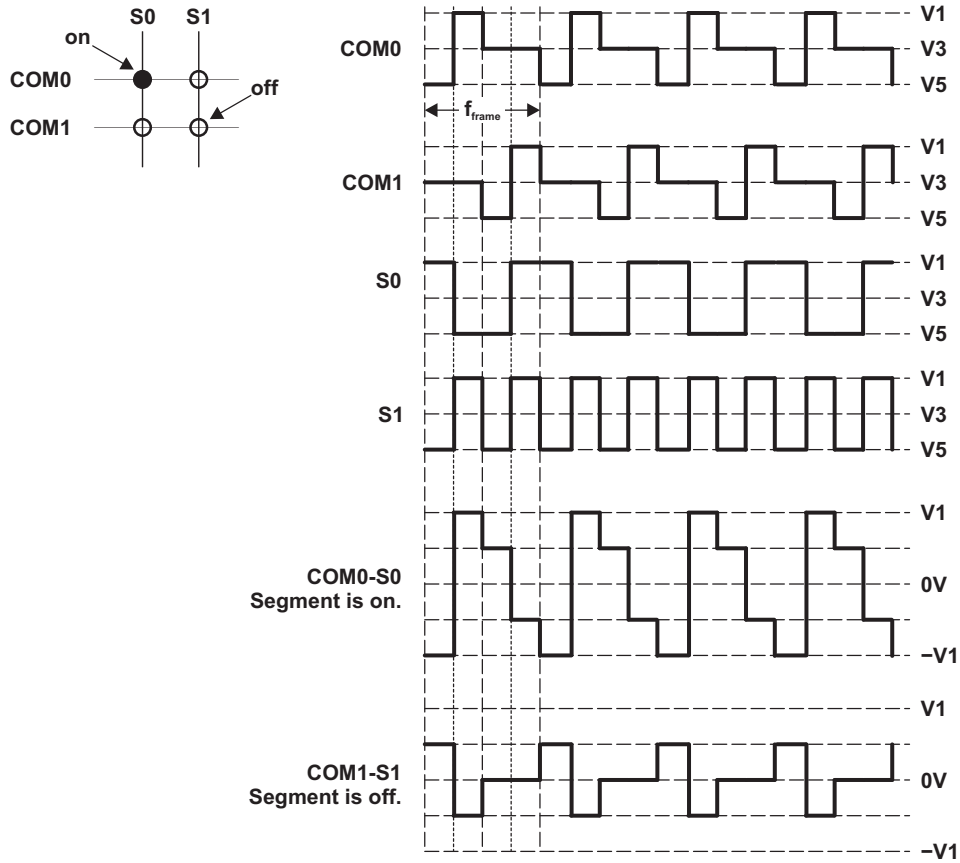 S0 S1
on
COM0
off
COM1
COM0
V1
V3
V5
fframe
COM1
V1
V3
V5
S0
V1
V3
V5
S1
V1
V3
V5
COM0-S0
Segment is on.
V1
0V
−V1
COM1-S1
Segment is off.
V1
0V
−V1